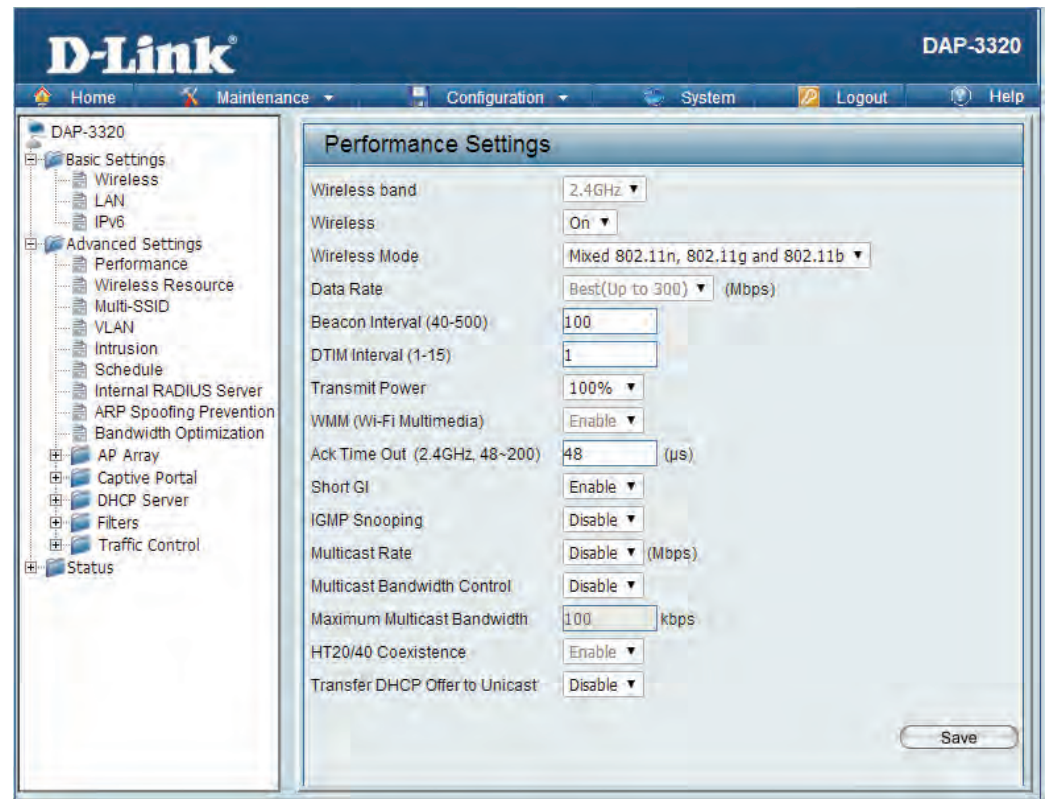 D-Link®
DAP-3320
Home Maintenance Configuration System Logout Help
DAP-3320
Basic Settings
Wireless
LAN
IPv6
Advanced Settings
Performance
Wireless Resource
Multi-SSID
VLAN
Intrusion
Schedule
Internal RADIUS Server
ARP Spoofing Prevention
Bandwidth Optimization
AP Array
Captive Portal
DHCP Server
Filters
Traffic Control
Status
Performance Settings
Wireless band 2.4GHz
Wireless On
Wireless Mode Mixed 802.11n, 802.11g and 802.11b
Data Rate Best(Up to 300) (Mbps)
Beacon Interval (40-500) 100
DTIM Interval (1-15) 1
Transmit Power 100%
WMM (Wi-Fi Multimedia) Enable
Ack Time Out (2.4GHZ, 48~200) 48 (µs)
Short GI Enable
IGMP Snooping Disable
Multicast Rate Disable (Mbps)
Multicast Bandwidth Control Disable
Maximum Multicast Bandwidth 100 kbps
HT20/40 Coexistence Enable
Transfer DHCP Offer to Unicast Disable
Save